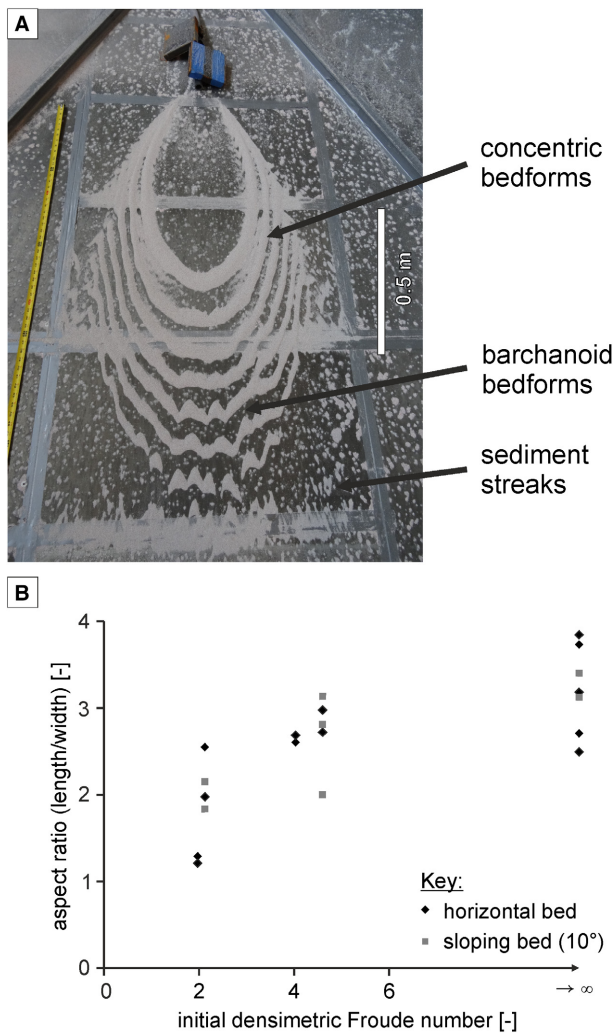 A
concentric
bedforms
0.5 m
barchanoid
bedforms
sediment
streaks
B
4
3
2
1
0
aspect ratio (length/width) [-]
Key:
horizontal bed
sloping bed (10°)
0 2 4 6 → ∞
initial densimetric Froude number [-]